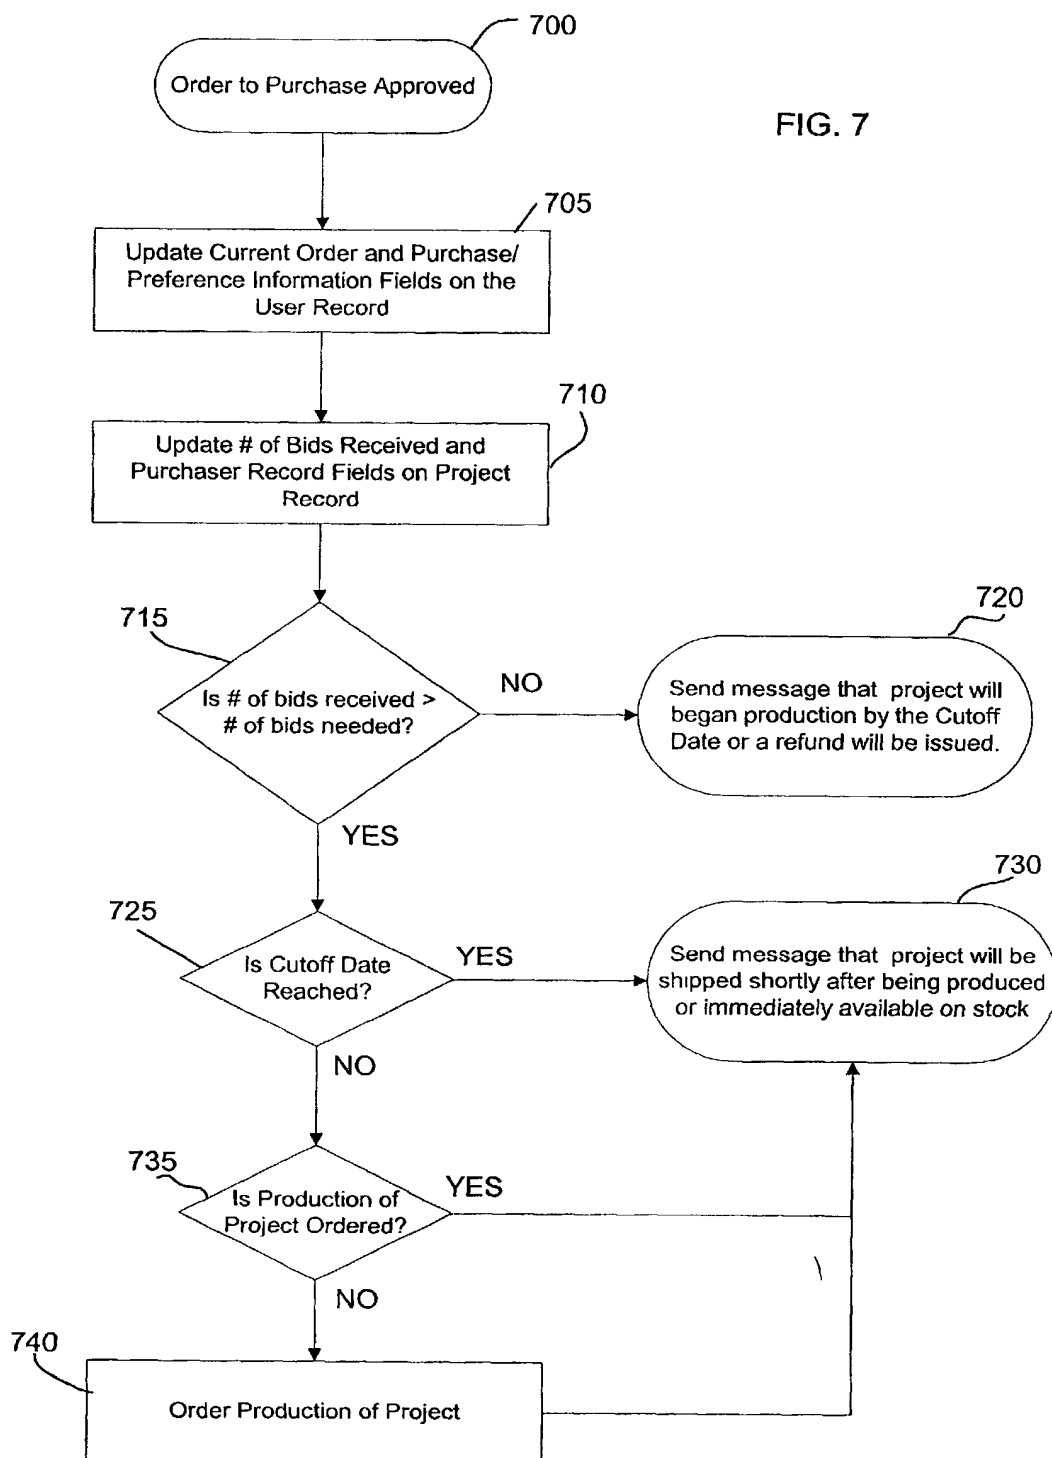 700
Order to Purchase Approved
FIG. 7
705
Update Current Order and Purchase/
Preference Information Fields on the
User Record
710
Update # of Bids Received and
Purchaser Record Fields on Project
Record
715
Is # of bids received >
# of bids needed?
NO
720
Send message that project will
began production by the Cutoff
Date or a refund will be issued.
YES
725
Is Cutoff Date
Reached?
YES
730
Send message that project will be
shipped shortly after being produced
or immediately available on stock
NO
735
Is Production of
Project Ordered?
YES
NO
740
Order Production of Project